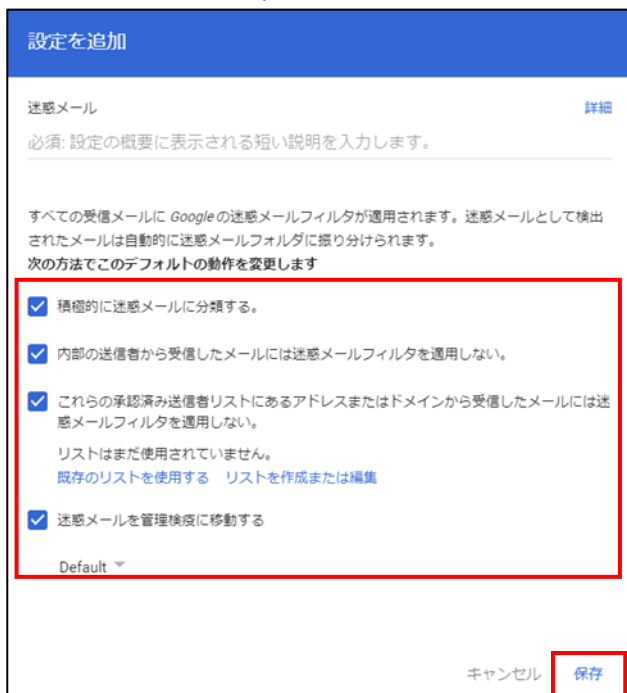 設定を追加
迷惑メール 詳細
必須: 設定の概要に表示される短い説明を入力します。
すべての受信メールに Google の迷惑メールフィルタが適用されます。迷惑メールとして検出
されたメールは自動的に迷惑メールフォルダに振り分けられます。
次の方法でこのデフォルトの動作を変更します
積極的に迷惑メールに分類する。
内部の送信者から受信したメールには迷惑メールフィルタを適用しない。
これらの承認済み送信者リストにあるアドレスまたはドメインから受信したメールには迷
惑メールフィルタを適用しない。
リストはまだ使用されていません。
既存のリストを使用する リストを作成または編集
迷惑メールを管理検疫に移動する
Default
キャンセル 保存